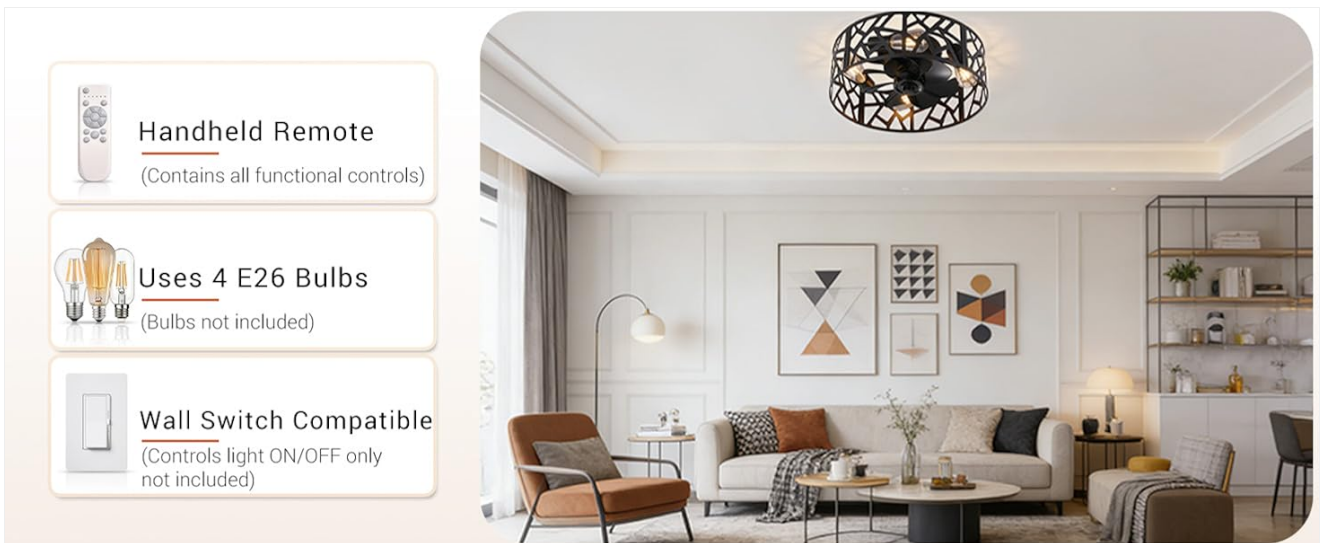 Handheld Remote
(Contains all functional controls)
Uses 4 E26 Bulbs
(Bulbs not included)
Wall Switch Compatible
(Controls light ON/OFF only
not included)